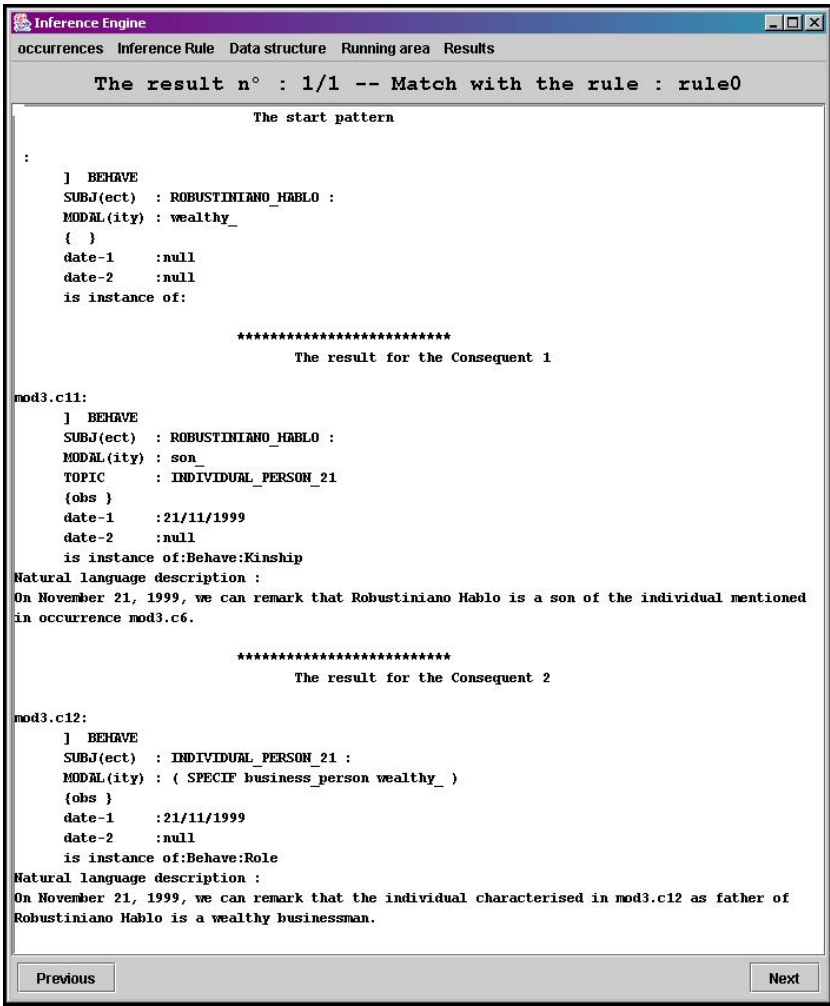 Inference Engine
occurrences Inference Rule Data structure Running area Results
The result n° : 1/1 -- Match with the rule : rule0
The start pattern
:
] BEHAVE
SUBJ(ect) : ROBUSTINIANO_HABLO :
MODAL(ity) : wealthy_
{ }
date-1 :null
date-2 :null
is instance of:
**************************
The result for the Consequent 1
mod3.c11:
] BEHAVE
SUBJ(ect) : ROBUSTINIANO_HABLO :
MODAL(ity) : son_
TOPIC : INDIVIDUAL_PERSON_21
{obs }
date-1 :21/11/1999
date-2 :null
is instance of:Behave:Kinship
Natural language description :
On November 21, 1999, we can remark that Robustiniano Hablo is a son of the individual mentioned
in occurrence mod3.c6.
**************************
The result for the Consequent 2
mod3.c12:
] BEHAVE
SUBJ(ect) : INDIVIDUAL_PERSON_21 :
MODAL(ity) : ( SPECIF business_person wealthy_ )
{obs }
date-1 :21/11/1999
date-2 :null
is instance of:Behave:Role
Natural language description :
On November 21, 1999, we can remark that the individual characterised in mod3.c12 as father of
Robustiniano Hablo is a wealthy businessman.
Previous Next